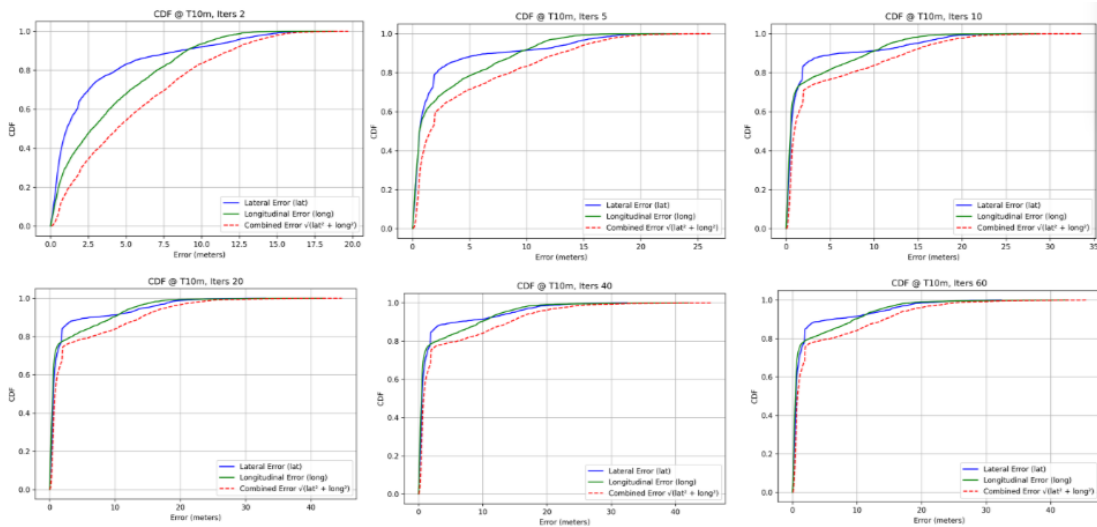 CDF @ T10m, Iters 2
1.0
0.8
0.6
0.4
0.2
0.0
CDF
0.0 2.5 5.0 7.5 10.0 12.5 15.0 17.5 20.0
Error (meters)
Lateral Error (lat)
Longitudinal Error (long)
Combined Error √(lat² + long²)
CDF @ T10m, Iters 5
1.0
0.8
0.6
0.4
0.2
0.0
CDF
0 5 10 15 20 25
Error (meters)
Lateral Error (lat)
Longitudinal Error (long)
Combined Error √(lat² + long²)
CDF @ T10m, Iters 10
1.0
0.8
0.6
0.4
0.2
0.0
CDF
0 5 10 15 20 25 30 35
Error (meters)
Lateral Error (lat)
Longitudinal Error (long)
Combined Error √(lat² + long²)
CDF @ T10m, Iters 20
1.0
0.8
0.6
0.4
0.2
0.0
CDF
0 10 20 30 40
Error (meters)
Lateral Error (lat)
Longitudinal Error (long)
Combined Error √(lat² + long²)
CDF @ T10m, Iters 40
1.0
0.8
0.6
0.4
0.2
0.0
CDF
0 10 20 30 40
Error (meters)
Lateral Error (lat)
Longitudinal Error (long)
Combined Error √(lat² + long²)
CDF @ T10m, Iters 60
1.0
0.8
0.6
0.4
0.2
0.0
CDF
0 10 20 30 40
Error (meters)
Lateral Error (lat)
Longitudinal Error (long)
Combined Error √(lat² + long²)